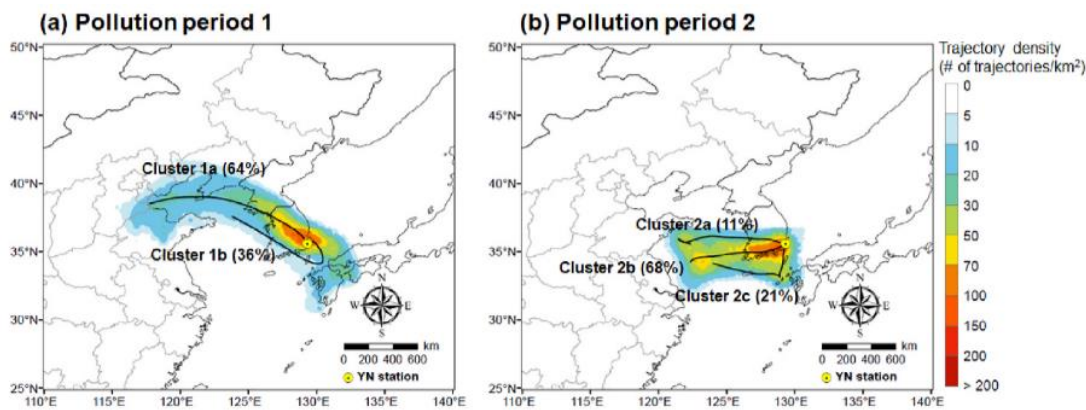 (a) Pollution period 1
(b) Pollution period 2
Trajectory density
(# of trajectories/km²)
0
5
10
20
30
50
70
100
150
200
> 200
50°N
45°N
40°N
35°N
30°N
25°N
115°E
120°E
125°E
130°E
135°E
140°E
Cluster 1a (64%)
Cluster 1b (36%)
N
W
E
S
km
0 200 400 600
YN station
50°N
45°N
40°N
35°N
30°N
25°N
115°E
120°E
125°E
130°E
135°E
140°E
Cluster 2a (11%)
Cluster 2b (68%)
Cluster 2c (21%)
N
W
E
S
km
0 200 400 600
YN station